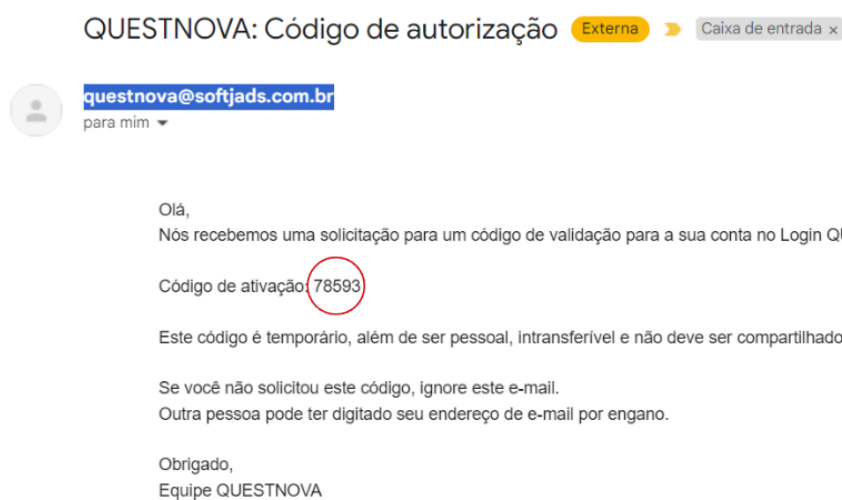 QUESTNOVA: Código de autorização Externa Caixa de entrada x
questnova@softjads.com.br
para mim
Olá,
Nós recebemos uma solicitação para um código de validação para a sua conta no Login QU
Código de ativação: 78593
Este código é temporário, além de ser pessoal, intransferível e não deve ser compartilhado
Se você não solicitou este código, ignore este e-mail.
Outra pessoa pode ter digitado seu endereço de e-mail por engano.
Obrigado,
Equipe QUESTNOVA